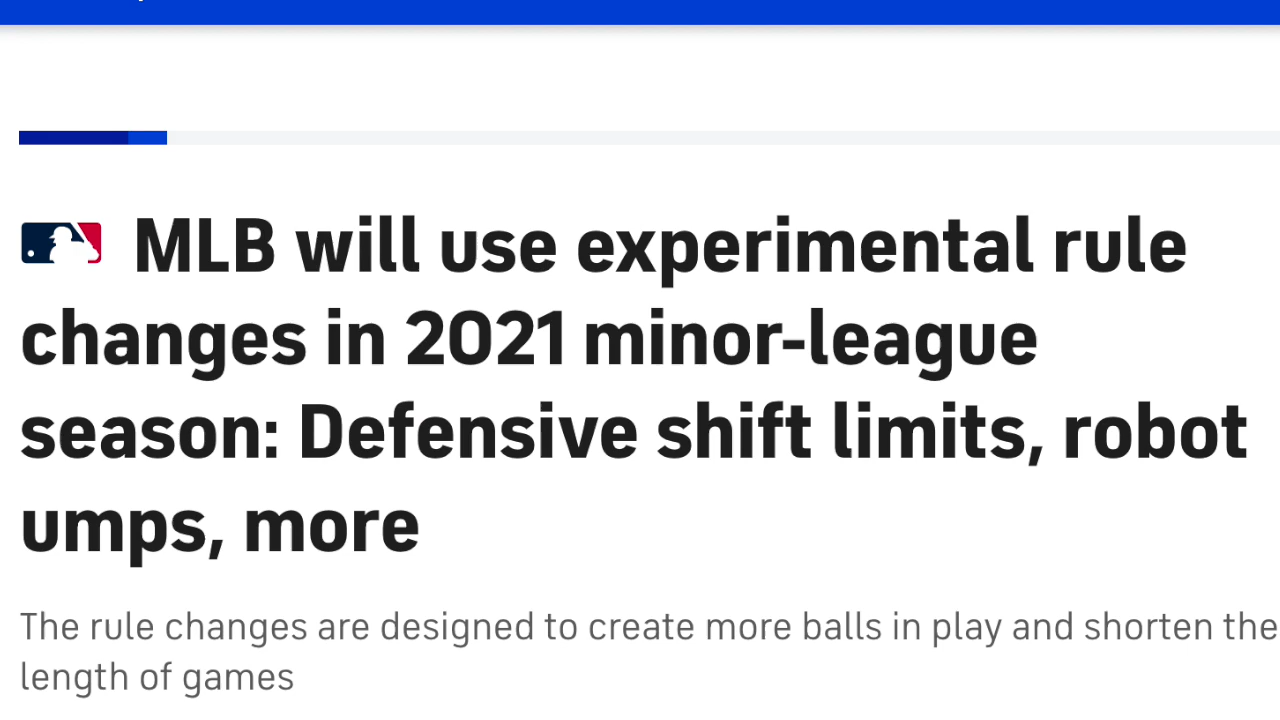 MLB will use experimental rule
changes in 2021 minor-league
season: Defensive shift limits, robot
umps, more
The rule changes are designed to create more balls in play and shorten the
length of games